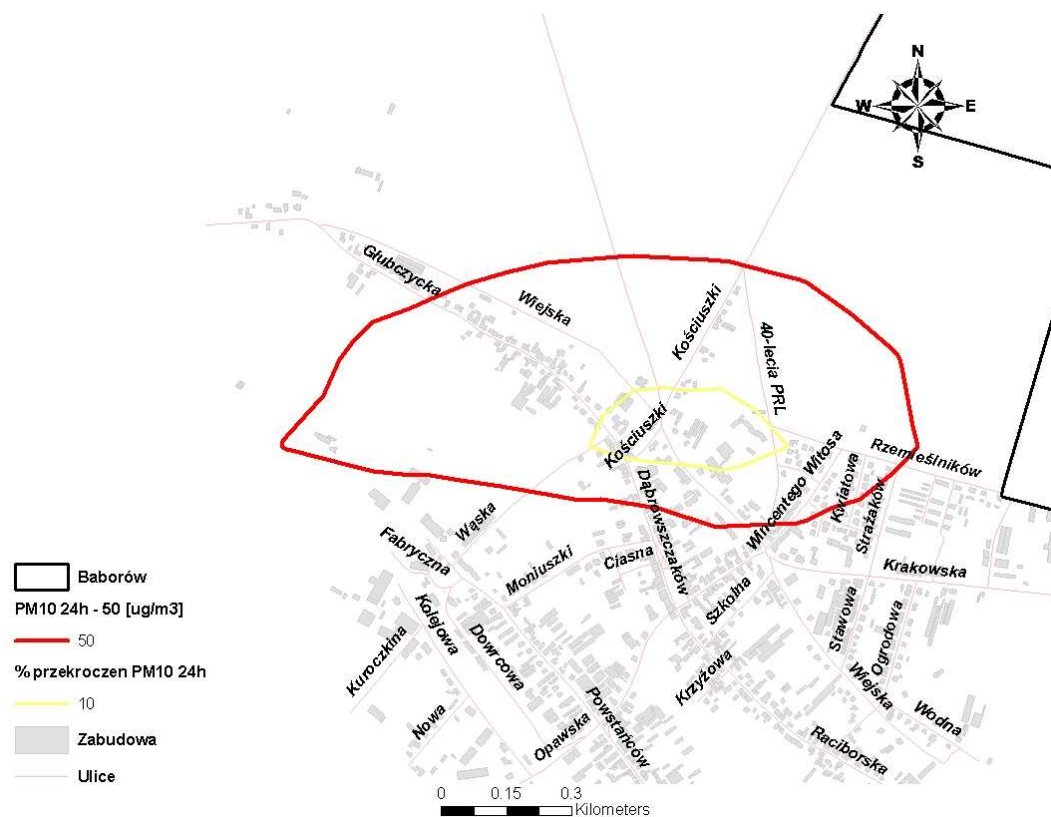 N
W
E
S
Głubczycka
Wiejska
Kościuszki
40-lecia PRL
Kościuszki
Rzemieślników
Wincentego Witosa
Kwiatowa
Strażaków
Dąbrowszczaków
Wąska
Fabryczna
Moniuszki
Ciasna
Krakowska
Szkolna
Stawowa
Ogrodowa
Kolejowa
Dowrcowa
Kuroczkina
Nowa
Krzyżowa
Wiejska
Wodna
Powstańców
Opawska
Raciborska
Baborów
PM10 24h - 50 [ug/m3]
50
% przekroczen PM10 24h
10
Zabudowa
Ulice
0 0.15 0.3
Kilometers